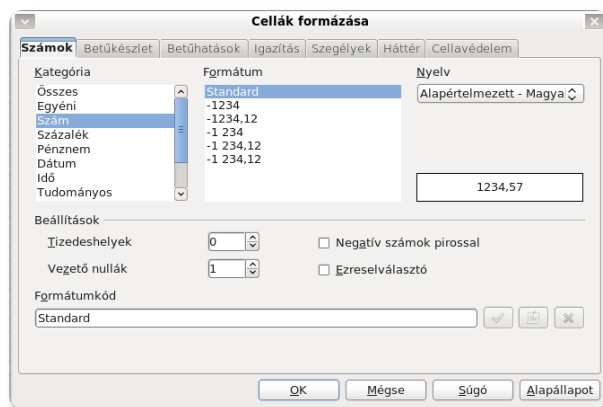 Cellák formázása
Számok Betűkészlet Betűhatások Igazítás Szegélyek Háttér Cellavédelem
Kategória Formátum Nyelv
Összes
Egyéni
Szám
Százalék
Pénznem
Dátum
Idő
Tudományos
Standard
-1234
-1234,12
-1 234
-1 234,12
-1 234,12
Alapértelmezett - Magya
1234,57
Beállítások
Tizedeshelyek 0 Negatív számok pirossal
Vezető nullák 1 Ezreselválasztó
Formátumkód
Standard
OK Mégse Súgó Alapállapot